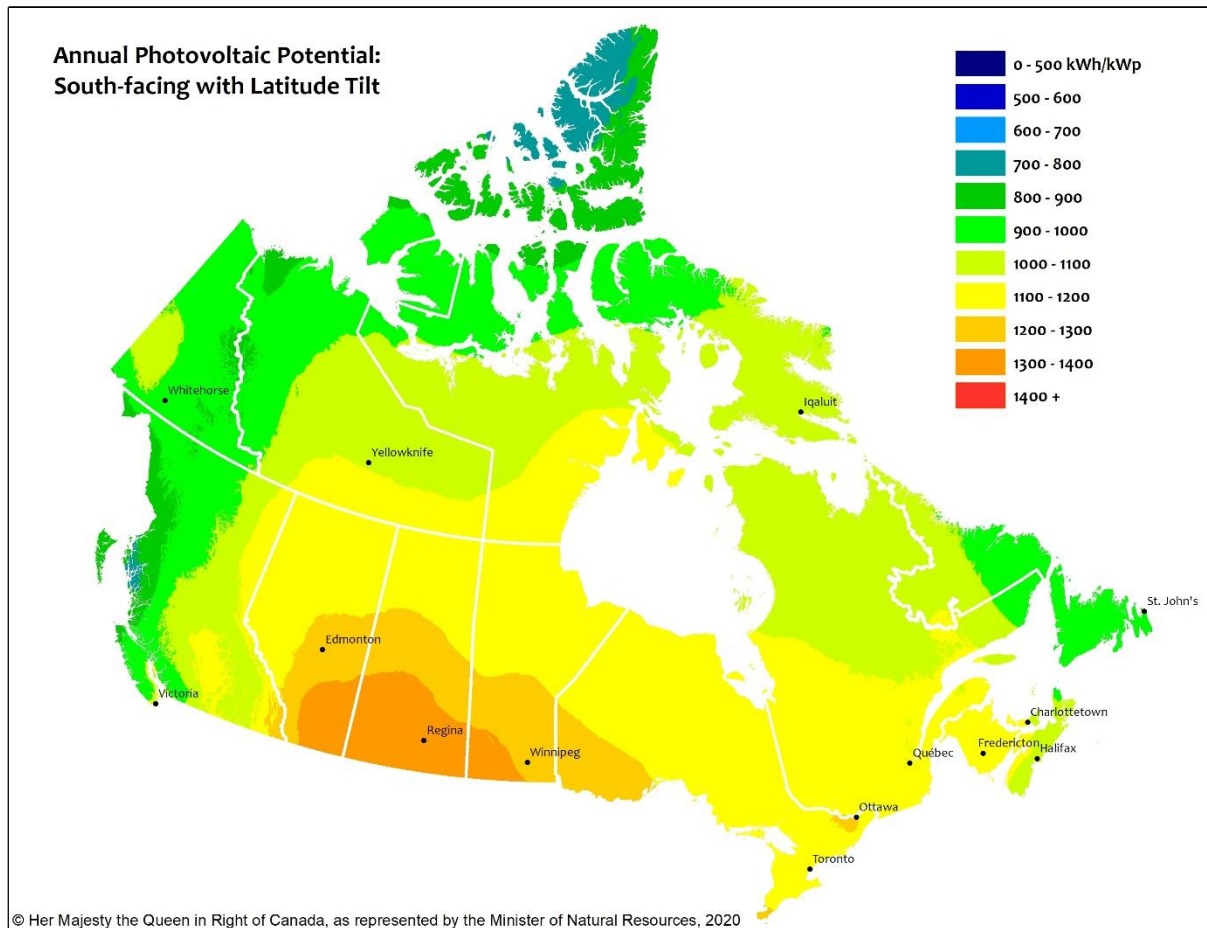 Annual Photovoltaic Potential:
South-facing with Latitude Tilt
0 - 500 kWh/kWp
500 - 600
600 - 700
700 - 800
800 - 900
900 - 1000
1000 - 1100
1100 - 1200
1200 - 1300
1300 - 1400
1400 +
Whitehorse
Iqaluit
Yellowknife
St. John's
Edmonton
Victoria
Charlottetown
Regina
Fredericton
Halifax
Winnipeg
Québec
Ottawa
Toronto
© Her Majesty the Queen in Right of Canada, as represented by the Minister of Natural Resources, 2020